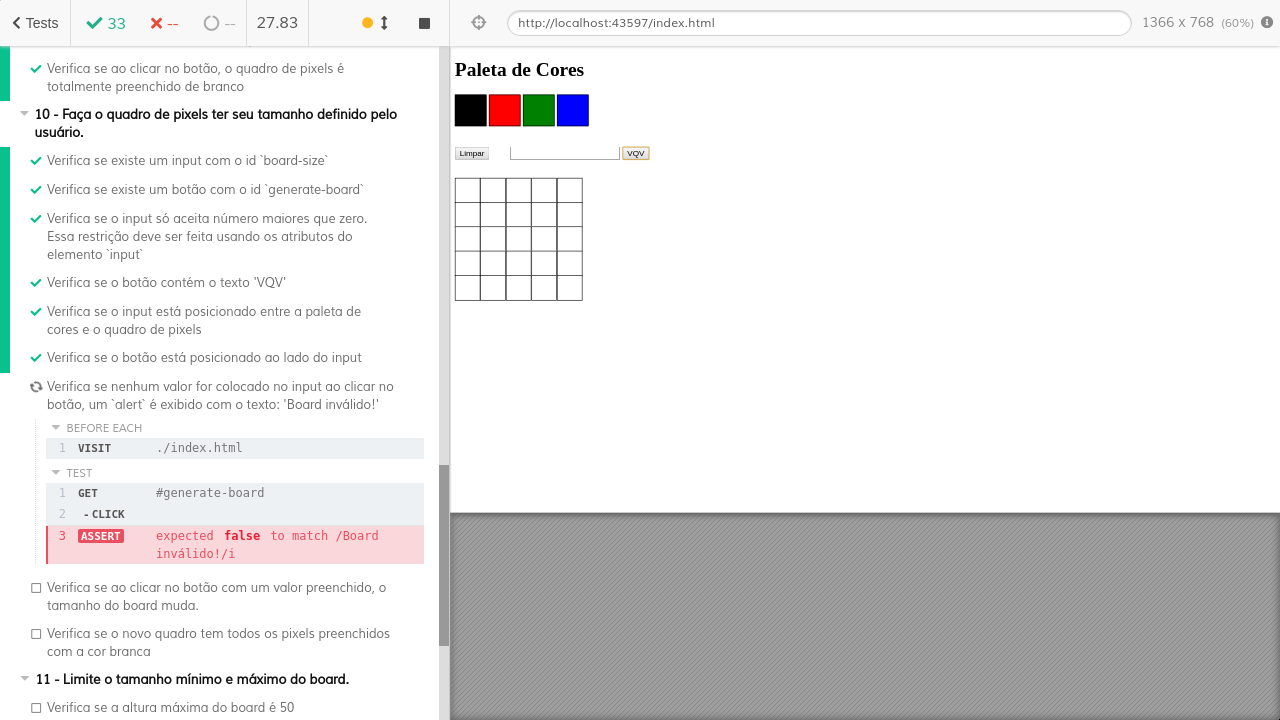 Tests 33 -- -- 27.83 http://localhost:43597/index.html 1366 x 768 (60%)
Verifica se ao clicar no botão, o quadro de pixels é
totalmente preenchido de branco
10 - Faça o quadro de pixels ter seu tamanho definido pelo
usuário.
Verifica se existe um input com o id `board-size`
Verifica se existe um botão com o id `generate-board`
Verifica se o input só aceita número maiores que zero.
Essa restrição deve ser feita usando os atributos do
elemento `input`
Verifica se o botão contém o texto 'VQV'
Verifica se o input está posicionado entre a paleta de
cores e o quadro de pixels
Verifica se o botão está posicionado ao lado do input
Verifica se nenhum valor for colocado no input ao clicar no
botão, um `alert` é exibido com o texto: 'Board inválido!'
BEFORE EACH
1 VISIT ./index.html
TEST
1 GET #generate-board
2 - CLICK
3 ASSERT expected false to match /Board
inválido!/i
Verifica se ao clicar no botão com um valor preenchido, o
tamanho do board muda.
Verifica se o novo quadro tem todos os pixels preenchidos
com a cor branca
11 - Limite o tamanho mínimo e máximo do board.
Verifica se a altura máxima do board é 50
Paleta de Cores
Limpar VQV